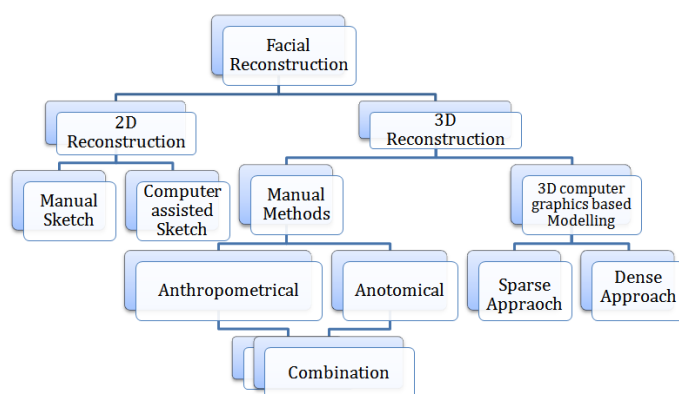 Facial
Reconstruction
2D
Reconstruction
3D
Reconstruction
Manual
Sketch
Computer
assisted
Sketch
Manual
Methods
3D computer
graphics based
Modelling
Anthropometrical
Anotomical
Sparse
Appraoch
Dense
Approach
Combination